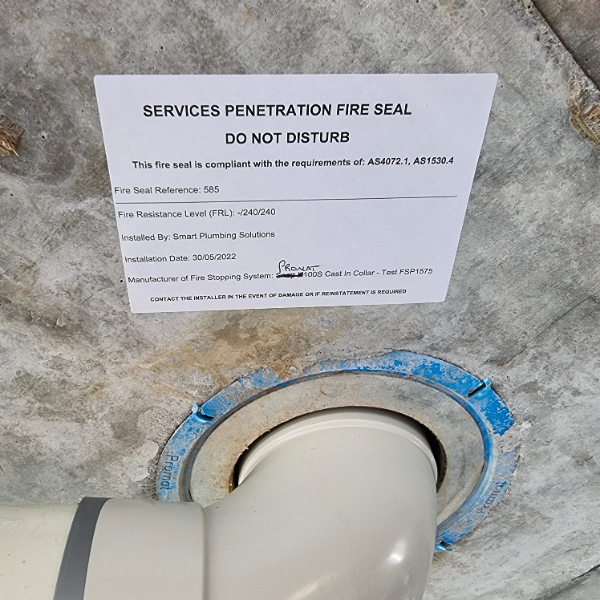 SERVICES PENETRATION FIRE SEAL
DO NOT DISTURB
This fire seal is compliant with the requirements of: AS4072.1, AS1530.4
Fire Seal Reference: 585
Fire Resistance Level (FRL): -/240/240
Installed By: Smart Plumbing Solutions
Installation Date: 30/05/2022
PROMAT
Manufacturer of Fire Stopping System: 100S Cast In Collar - Test FSP1575
CONTACT THE INSTALLER IN THE EVENT OF DAMAGE OR IF REINSTATEMENT IS REQUIRED
Promat